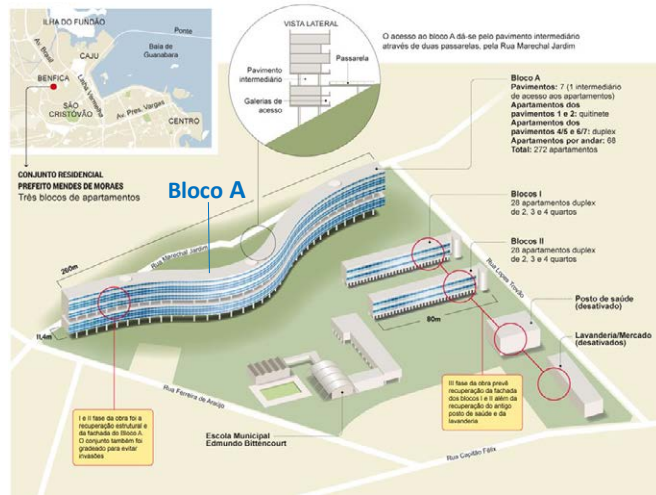 ILHA DO FUNDÃO
Ponte
Av. Brasil
CAJU
Baía de
Guanabara
BENFICA
Linha Vermelha
SÃO
CRISTÓVÃO
Av. Pres. Vargas
CENTRO
CONJUNTO RESIDENCIAL
PREFEITO MENDES DE MORAES
Três blocos de apartamentos
VISTA LATERAL
Pavimento
intermediário
Passarela
Galerias de
acesso
O acesso ao bloco A dá-se pelo pavimento intermediário
através de duas passarelas, pela Rua Marechal Jardim
Bloco A
Pavimentos: 7 (1 intermediário
de acesso aos apartamentos)
Apartamentos dos
pavimentos 1 e 2: quitinete
Apartamentos dos
pavimentos 4/5 e 6/7: duplex
Apartamentos por andar: 68
Total: 272 apartamentos
Bloco A
Blocos I
28 apartamentos duplex
de 2, 3 e 4 quartos
Blocos II
28 apartamentos duplex
de 2, 3 e 4 quartos
Rua Marechal Jardim
260m
11,4m
80m
Rua Lopes Trovão
Posto de saúde
(desativado)
Lavanderia/Mercado
(desativados)
Rua Ferreira de Araújo
I e II fase da obra foi a
recuperação estrutural e
da fachada do Bloco A.
O conjunto também foi
gradeado para evitar
invasões
III fase da obra prevê
recuperação da fachada
dos blocos I e II além da
recuperação do antigo
posto de saúde e da
lavanderia
Escola Municipal
Edmundo Bittencourt
Rua Capitão Félix